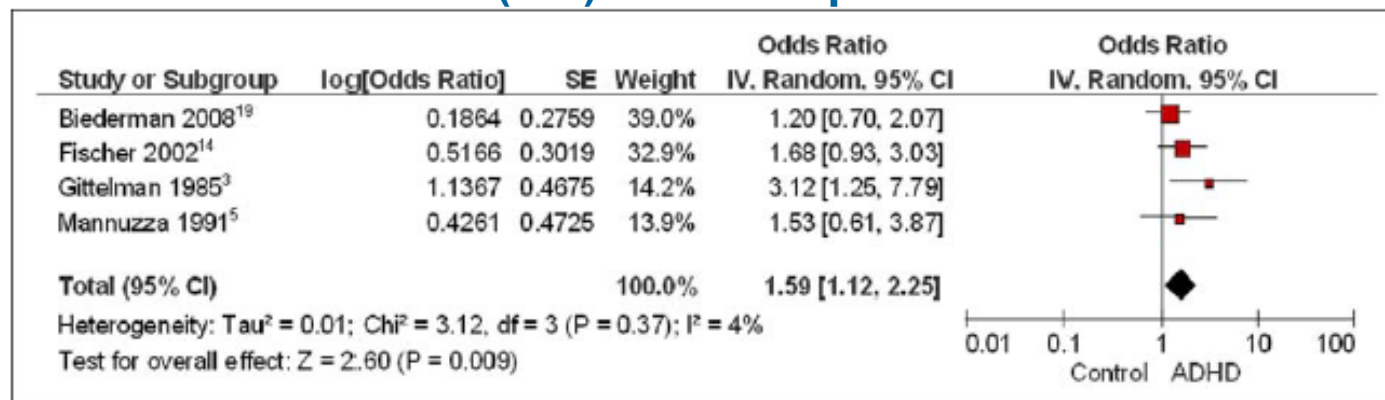 Odds Ratio Odds Ratio
Study or Subgroup log[Odds Ratio] SE Weight IV. Random. 95% CI IV. Random. 95% CI
Biederman 2008¹⁹ 0.1864 0.2759 39.0% 1.20 [0.70, 2.07]
Fischer 2002¹⁴ 0.5166 0.3019 32.9% 1.68 [0.93, 3.03]
Gittelman 1985³ 1.1367 0.4675 14.2% 3.12 [1.25, 7.79]
Mannuzza 1991⁵ 0.4261 0.4725 13.9% 1.53 [0.61, 3.87]
Total (95% CI) 100.0% 1.59 [1.12, 2.25]
Heterogeneity: Tau² = 0.01; Chi² = 3.12, df = 3 (P = 0.37); I² = 4%
Test for overall effect: Z = 2.60 (P = 0.009)
0.01 0.1 1 10 100
Control ADHD